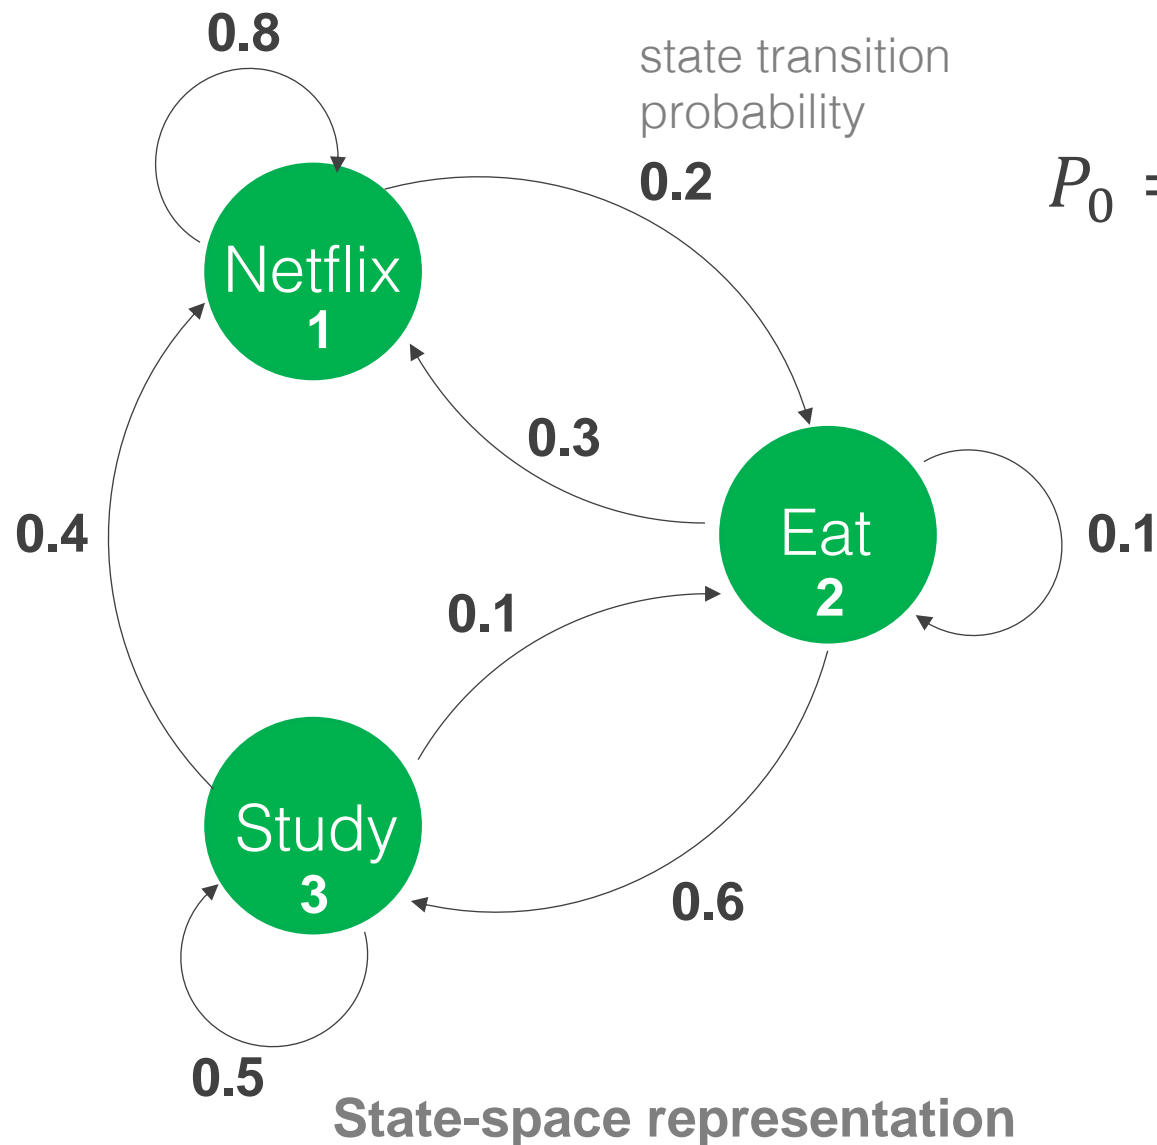 0.8
state transition
probability
0.2
P₀ =
Netflix
1
0.3
0.4
Eat
2
0.1
0.1
Study
3
0.6
0.5
State-space representation